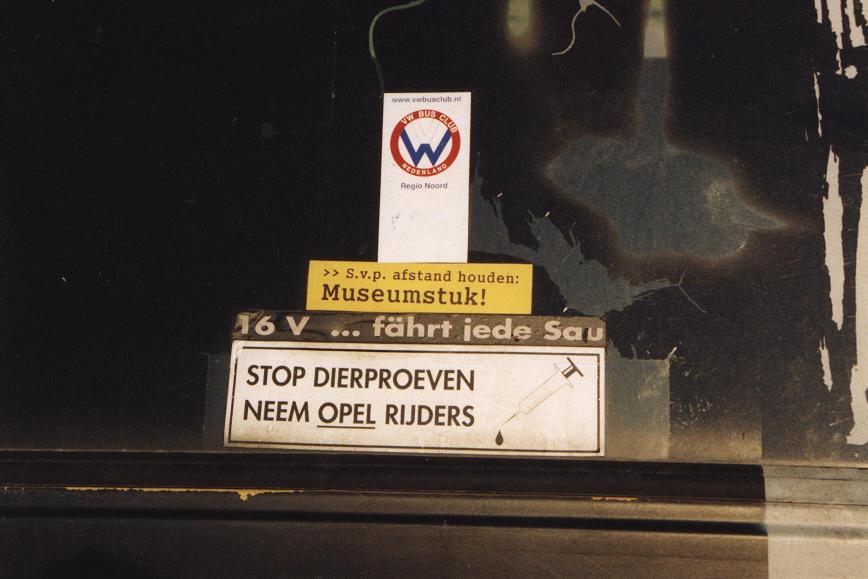 www.vwbusclub.nl
VW BUS CLUB
NEDERLAND
Regio Noord
>> S.v.p. afstand houden:
Museumstuk!
16 V ... fährt jede Sau
STOP DIERPROEVEN
NEEM OPEL RIJDERS